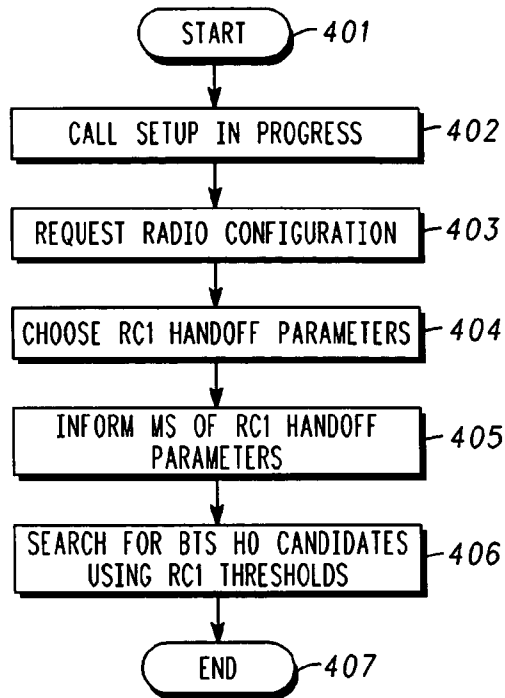 START 401
CALL SETUP IN PROGRESS 402
REQUEST RADIO CONFIGURATION 403
CHOOSE RC1 HANDOFF PARAMETERS 404
INFORM MS OF RC1 HANDOFF
PARAMETERS 405
SEARCH FOR BTS HO CANDIDATES
USING RC1 THRESHOLDS 406
END 407